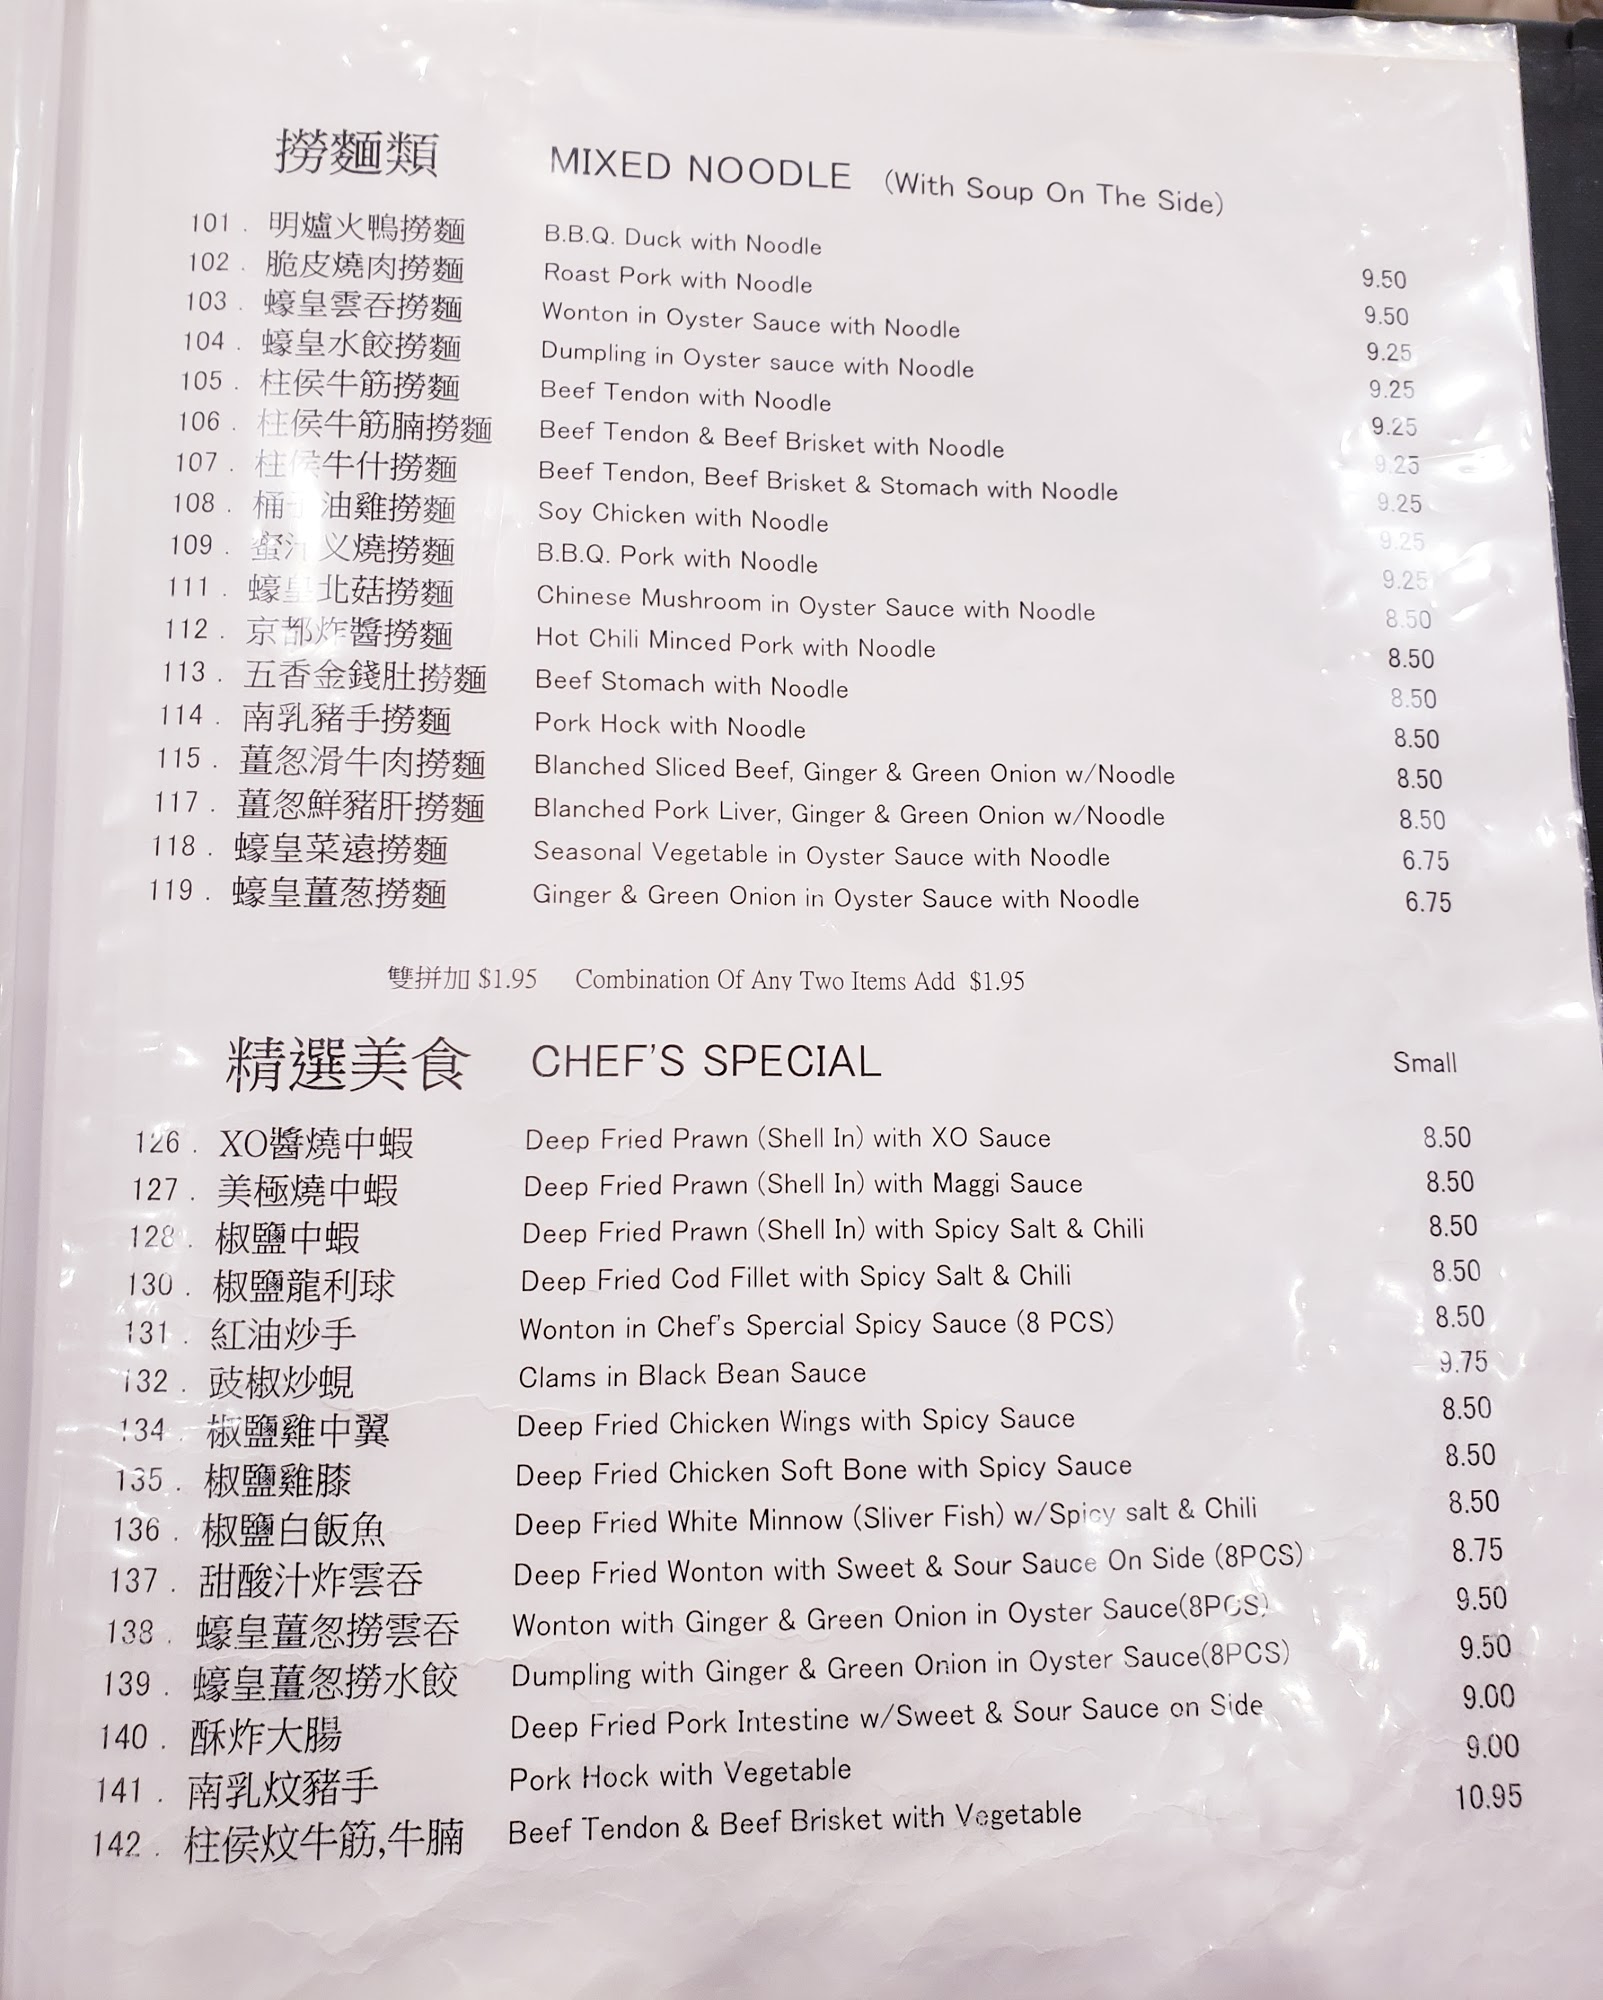 撈麵類 MIXED NOODLE (With Soup On The Side)
101 . 明爐火鴨撈麵 B.B.Q. Duck with Noodle 9.50
102 . 脆皮燒肉撈麵 Roast Pork with Noodle 9.50
103 . 蠔皇雲吞撈麵 Wonton in Oyster Sauce with Noodle 9.25
104 . 蠔皇水餃撈麵 Dumpling in Oyster sauce with Noodle 9.25
105 . 柱侯牛筋撈麵 Beef Tendon with Noodle 9.25
106 . 柱侯牛筋腩撈麵 Beef Tendon & Beef Brisket with Noodle 9.25
107 . 柱侯牛什撈麵 Beef Tendon, Beef Brisket & Stomach with Noodle 9.25
108 . 桶子油雞撈麵 Soy Chicken with Noodle 9.25
109 . 蜜汁义燒撈麵 B.B.Q. Pork with Noodle 9.25
111 . 蠔皇北菇撈麵 Chinese Mushroom in Oyster Sauce with Noodle 8.50
112 . 京都炸醬撈麵 Hot Chili Minced Pork with Noodle 8.50
113 . 五香金錢肚撈麵 Beef Stomach with Noodle 8.50
114 . 南乳豬手撈麵 Pork Hock with Noodle 8.50
115 . 薑怱滑牛肉撈麵 Blanched Sliced Beef, Ginger & Green Onion w/Noodle 8.50
117 . 薑怱鮮豬肝撈麵 Blanched Pork Liver, Ginger & Green Onion w/Noodle 8.50
118 . 蠔皇菜遠撈麵 Seasonal Vegetable in Oyster Sauce with Noodle 6.75
119 . 蠔皇薑葱撈麵 Ginger & Green Onion in Oyster Sauce with Noodle 6.75
雙拼加 $1.95 Combination Of Any Two Items Add $1.95
精選美食 CHEF'S SPECIAL Small
126 . XO醬燒中蝦 Deep Fried Prawn (Shell In) with XO Sauce 8.50
127 . 美極燒中蝦 Deep Fried Prawn (Shell In) with Maggi Sauce 8.50
128 . 椒鹽中蝦 Deep Fried Prawn (Shell In) with Spicy Salt & Chili 8.50
130 . 椒鹽龍利球 Deep Fried Cod Fillet with Spicy Salt & Chili 8.50
131 . 紅油炒手 Wonton in Chef's Spercial Spicy Sauce (8 PCS) 8.50
132 . 豉椒炒蜆 Clams in Black Bean Sauce 9.75
134 . 椒鹽雞中翼 Deep Fried Chicken Wings with Spicy Sauce 8.50
135 . 椒鹽雞膝 Deep Fried Chicken Soft Bone with Spicy Sauce 8.50
136 . 椒鹽白飯魚 Deep Fried White Minnow (Sliver Fish) w/Spicy salt & Chili 8.50
137 . 甜酸汁炸雲吞 Deep Fried Wonton with Sweet & Sour Sauce On Side (8PCS) 8.75
138 . 蠔皇薑怱撈雲吞 Wonton with Ginger & Green Onion in Oyster Sauce(8PCS) 9.50
139 . 蠔皇薑怱撈水餃 Dumpling with Ginger & Green Onion in Oyster Sauce(8PCS) 9.50
140 . 酥炸大腸 Deep Fried Pork Intestine w/Sweet & Sour Sauce on Side 9.00
141 . 南乳炆豬手 Pork Hock with Vegetable 9.00
142 . 柱侯炆牛筋,牛腩 Beef Tendon & Beef Brisket with Vegetable 10.95